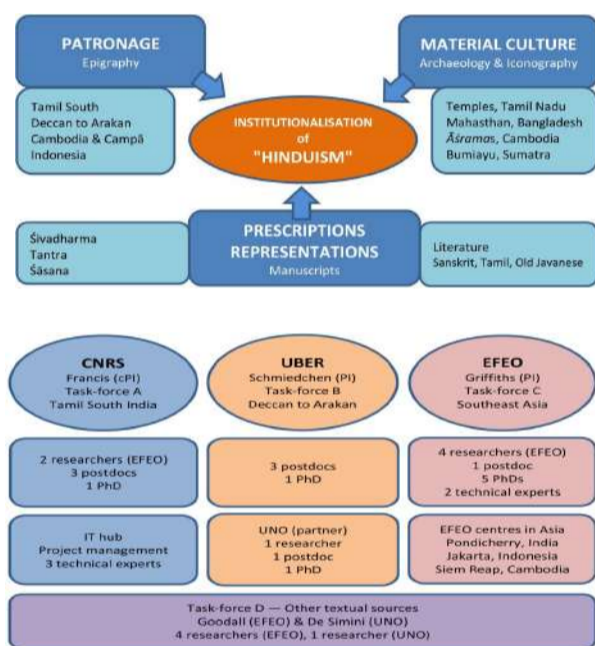 PATRONAGE
Epigraphy
MATERIAL CULTURE
Archaeology & Iconography
Tamil South
Deccan to Arakan
Cambodia & Campā
Indonesia
INSTITUTIONALISATION
of
"HINDUISM"
Temples, Tamil Nadu
Mahasthan, Bangladesh
Āśramas, Cambodia
Bumiayu, Sumatra
Śivadharma
Tantra
Śāsana
PRESCRIPTIONS
REPRESENTATIONS
Manuscripts
Literature
Sanskrit, Tamil, Old Javanese
CNRS
Francis (cPI)
Task-force A
Tamil South India
UBER
Schmiedchen (PI)
Task-force B
Deccan to Arakan
EFEO
Griffiths (PI)
Task-force C
Southeast Asia
2 researchers (EFEO)
3 postdocs
1 PhD
3 postdocs
1 PhD
4 researchers (EFEO)
1 postdoc
5 PhDs
2 technical experts
IT hub
Project management
3 technical experts
UNO (partner)
1 researcher
1 postdoc
1 PhD
EFEO centres in Asia
Pondicherry, India
Jakarta, Indonesia
Siem Reap, Cambodia
Task-force D — Other textual sources
Goodall (EFEO) & De Simini (UNO)
4 researchers (EFEO), 1 researcher (UNO)